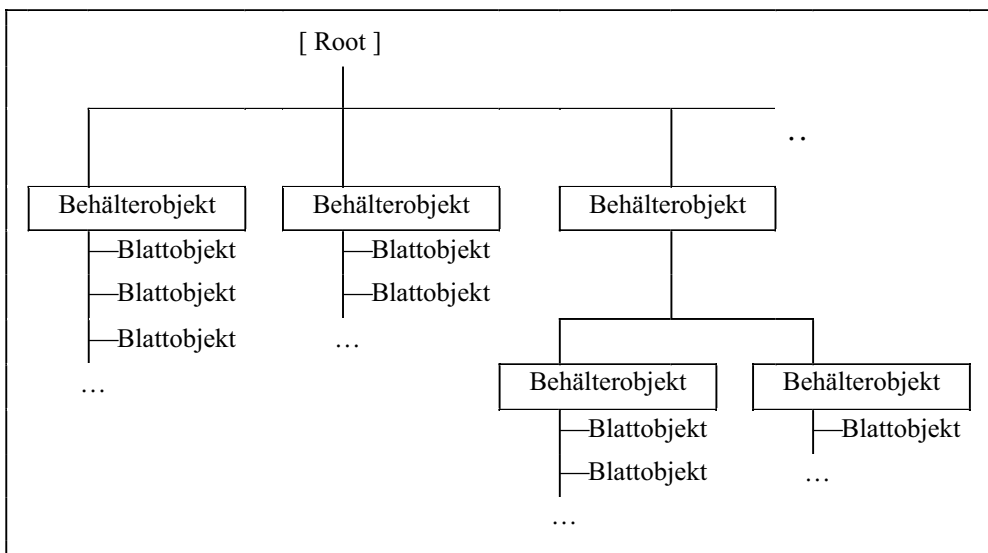 [ Root ]
..
Behälterobjekt Behälterobjekt Behälterobjekt
Blattobjekt Blattobjekt
Blattobjekt Blattobjekt
Blattobjekt …
…
Behälterobjekt Behälterobjekt
Blattobjekt Blattobjekt
Blattobjekt …
…